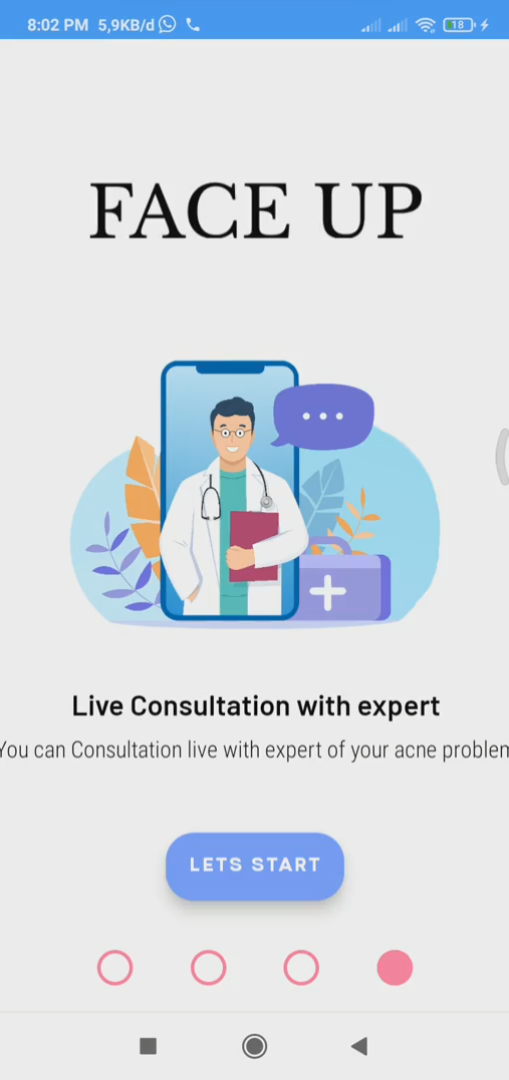 8:02 PM 5,9KB/d 18
FACE UP
Live Consultation with expert
You can Consultation live with expert of your acne problem
LETS START